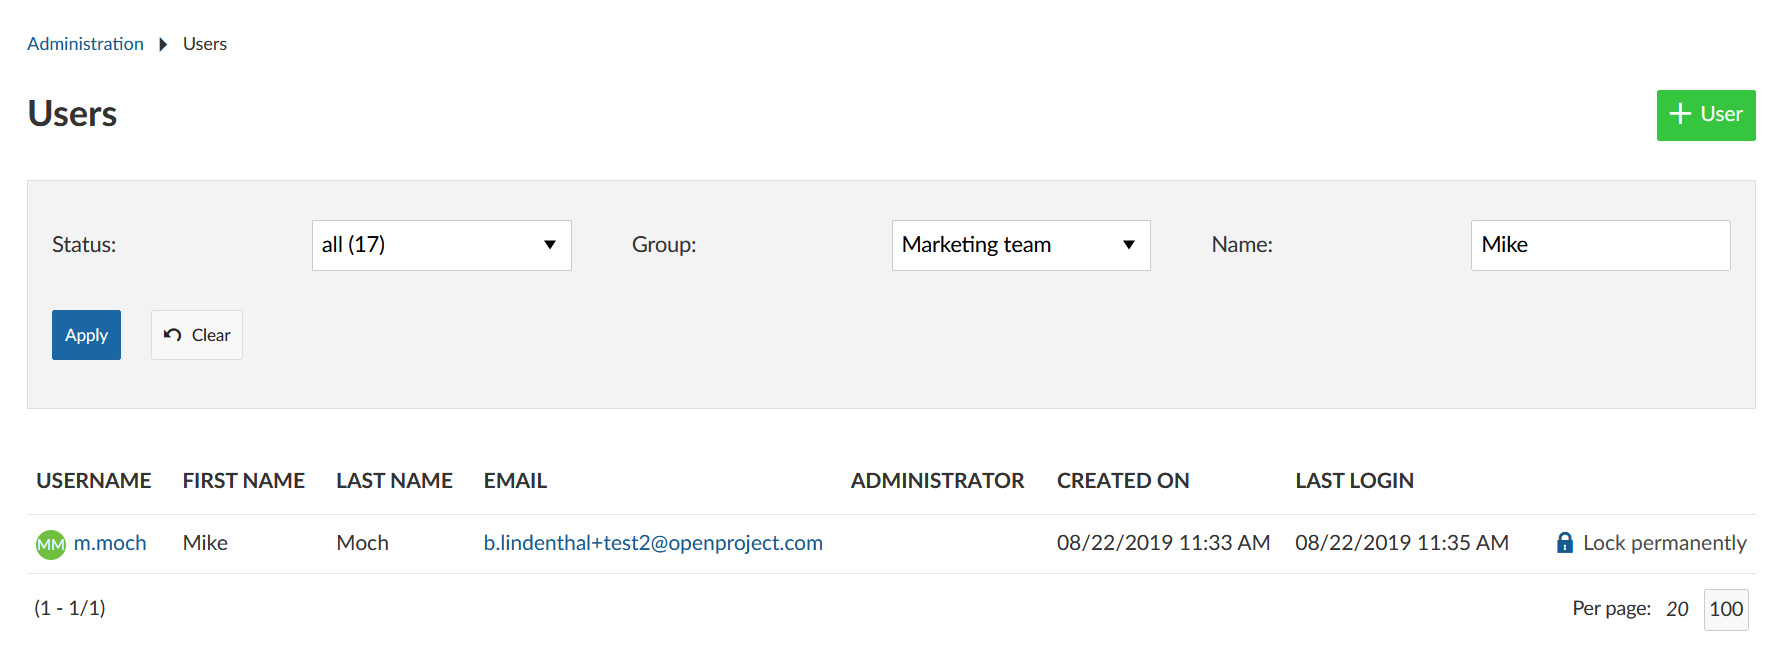 Administration Users
Users
User
Status: all (17) Group: Marketing team Name: Mike
Apply Clear
USERNAME FIRST NAME LAST NAME EMAIL ADMINISTRATOR CREATED ON LAST LOGIN
MM m.moch Mike Moch b.lindenthal+test2@openproject.com 08/22/2019 11:33 AM 08/22/2019 11:35 AM Lock permanently
(1 - 1/1) Per page: 20 100